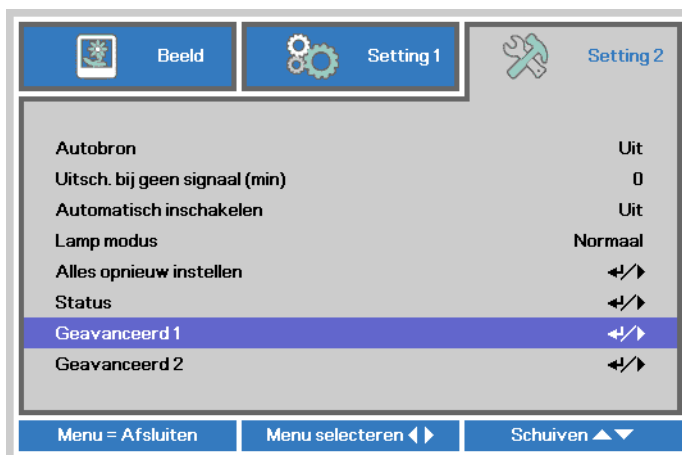 Beeld Setting 1 Setting 2
Autobron Uit
Uitsch. bij geen signaal (min) 0
Automatisch inschakelen Uit
Lamp modus Normaal
Alles opnieuw instellen ↵/▶
Status ↵/▶
Geavanceerd 1 ↵/▶
Geavanceerd 2 ↵/▶
Menu = Afsluiten Menu selecteren ◀▶ Schuiven ▲▼